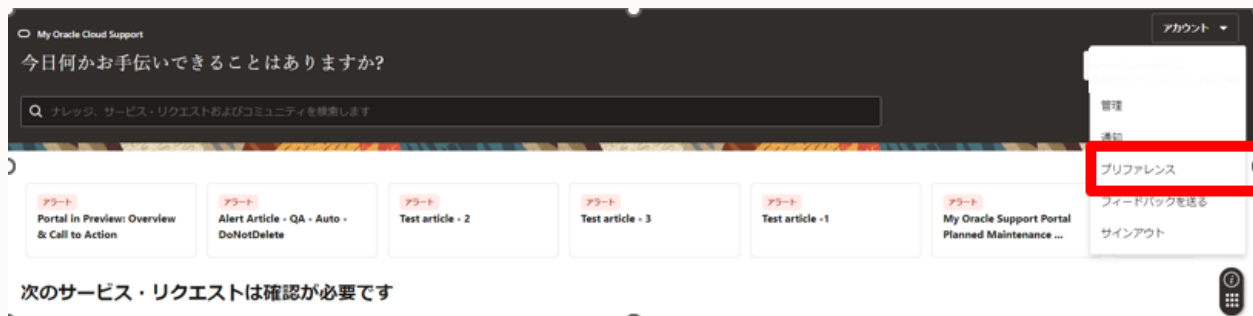 My Oracle Cloud Support
アカウント
今日何かお手伝いできることはありますか?
ナレッジ、サービス・リクエストおよびコミュニティを検索します
管理
通知
プリファレンス
フィードバックを送る
サインアウト
アラート
Portal in Preview: Overview
& Call to Action
アラート
Alert Article - QA - Auto -
DoNotDelete
アラート
Test article - 2
アラート
Test article - 3
アラート
Test article -1
アラート
My Oracle Support Portal
Planned Maintenance ...
次のサービス・リクエストは確認が必要です